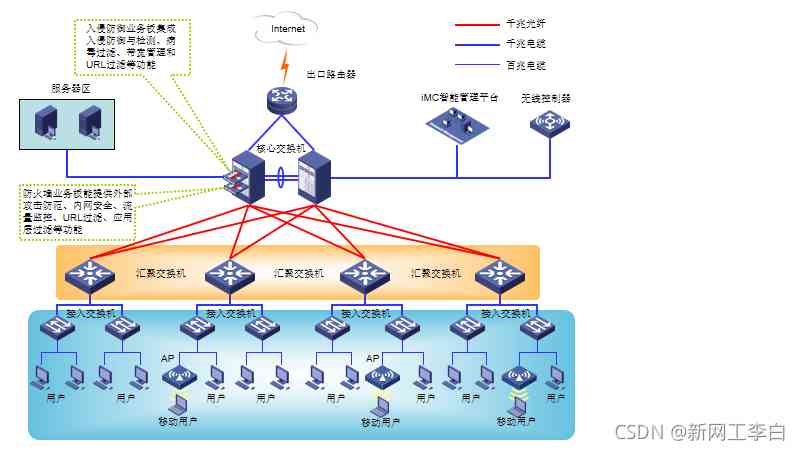 入侵防御业务板集成
入侵防御与检测、病
毒过滤、带宽管理和
URL过滤等功能
Internet
千兆光纤
千兆电缆
百兆电缆
出口路由器
服务器区
iMC智能管理平台
无线控制器
核心交换机
防火墙业务板能提供外部
攻击防范、内网安全、流
量监控、URL过滤、应用
层过滤等功能
汇聚交换机
汇聚交换机
汇聚交换机
接入交换机
接入交换机
接入交换机
接入交换机
AP
AP
用户
用户
用户
用户
用户
用户
用户
移动用户
移动用户
移动用户
CSDN @新网工李白